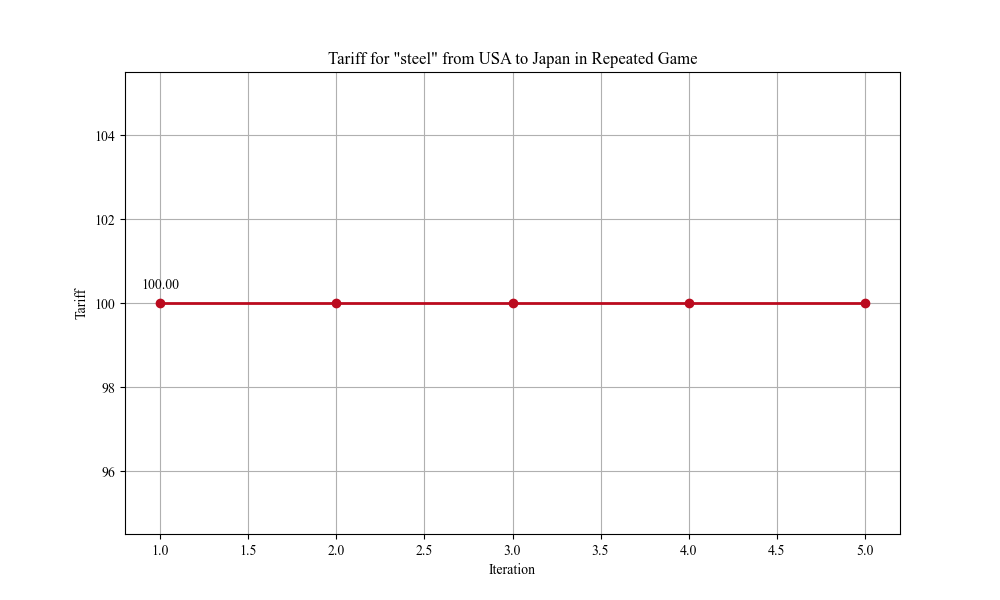 Tariff for "steel" from USA to Japan in Repeated Game
104
102
100.00
100
98
96
Tariff
1.0 1.5 2.0 2.5 3.0 3.5 4.0 4.5 5.0
Iteration